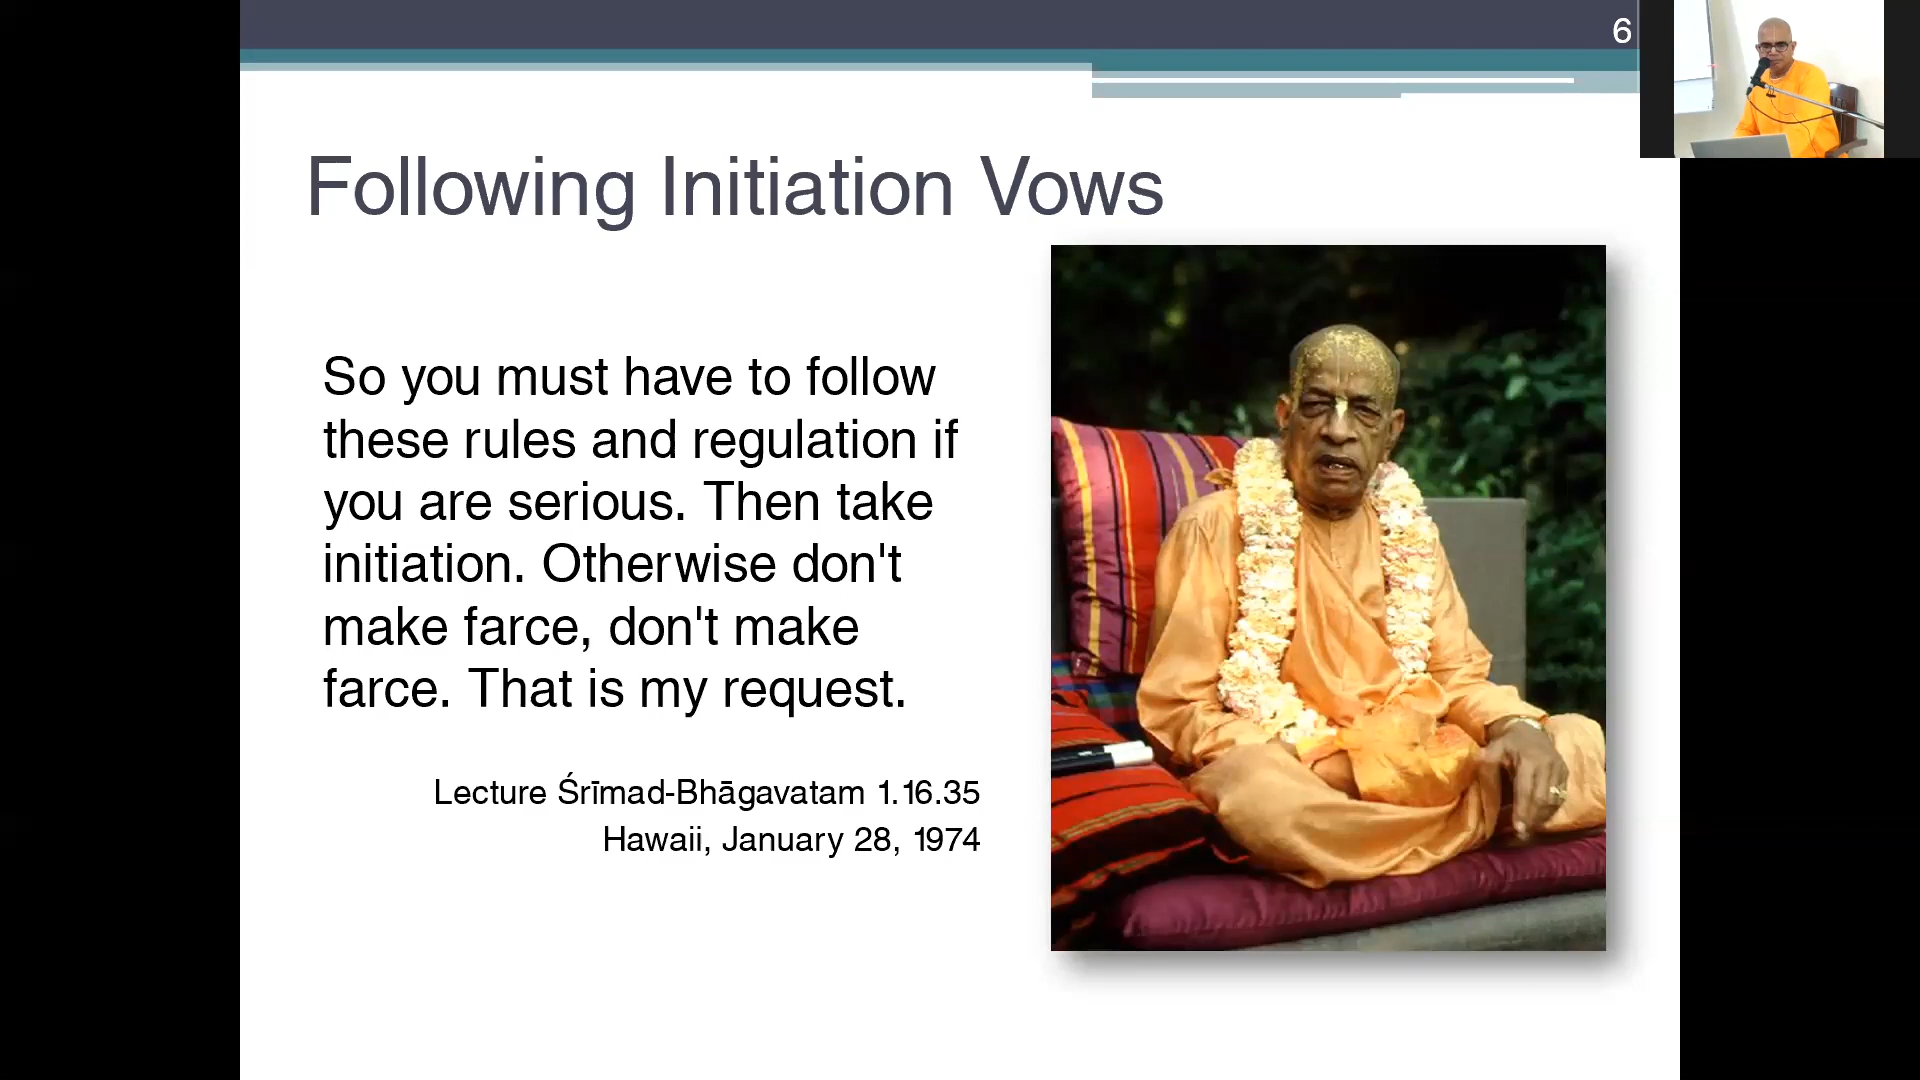 6
Following Initiation Vows
So you must have to follow
these rules and regulation if
you are serious. Then take
initiation. Otherwise don't
make farce, don't make
farce. That is my request.
Lecture Śrīmad-Bhāgavatam 1.16.35
Hawaii, January 28, 1974